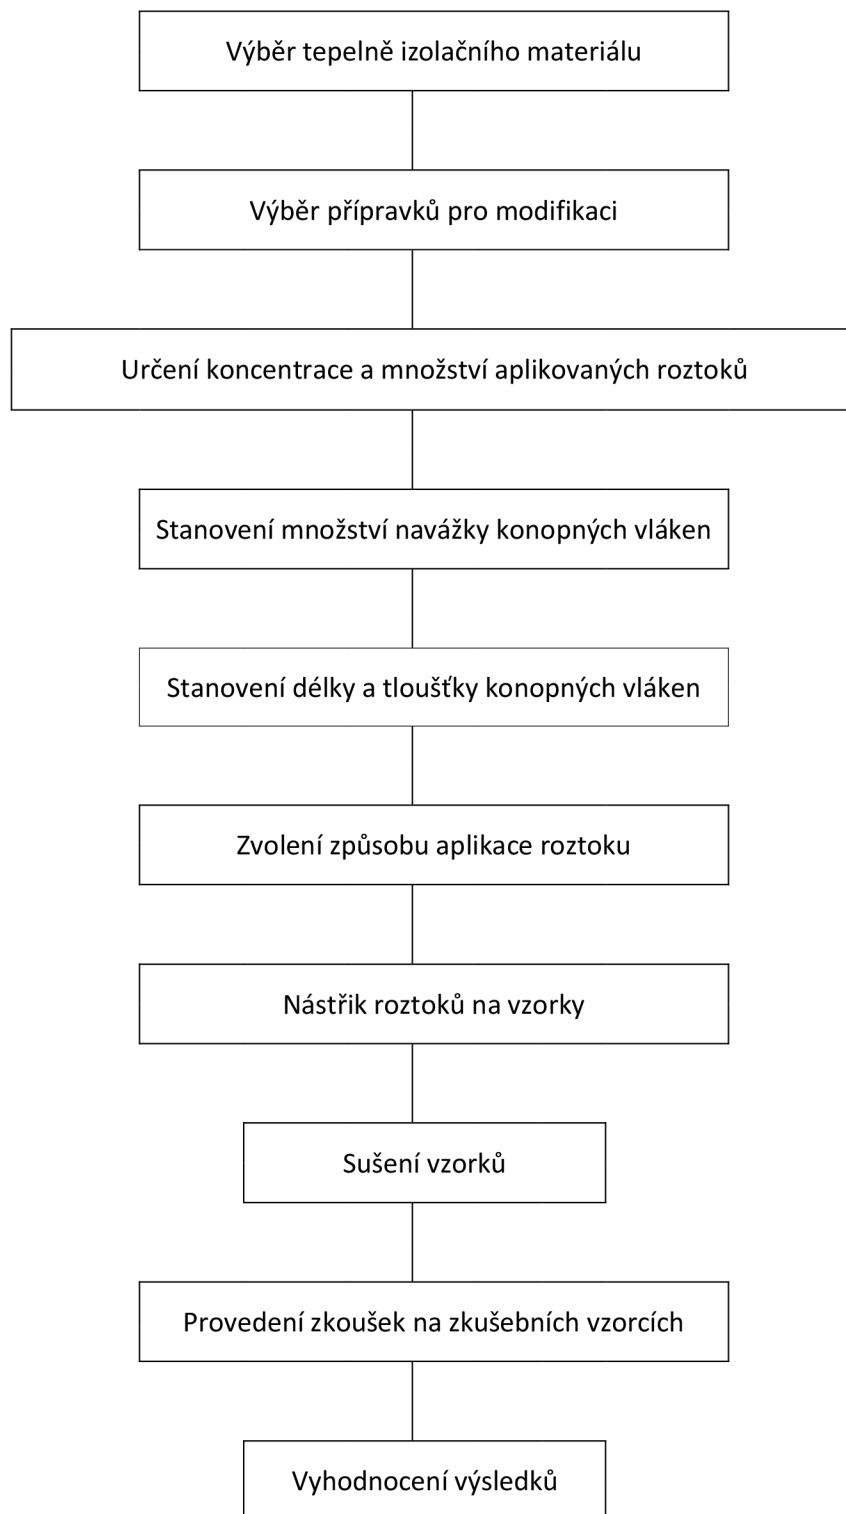 Výběr tepelně izolačního materiálu
Výběr přípravků pro modifikaci
Určení koncentrace a množství aplikovaných roztoků
Stanovení množství navážky konopných vláken
Stanovení délky a tloušťky konopných vláken
Zvolení způsobu aplikace roztoku
Nástřik roztoků na vzorky
Sušení vzorků
Provedení zkoušek na zkušebních vzorcích
Vyhodnocení výsledků